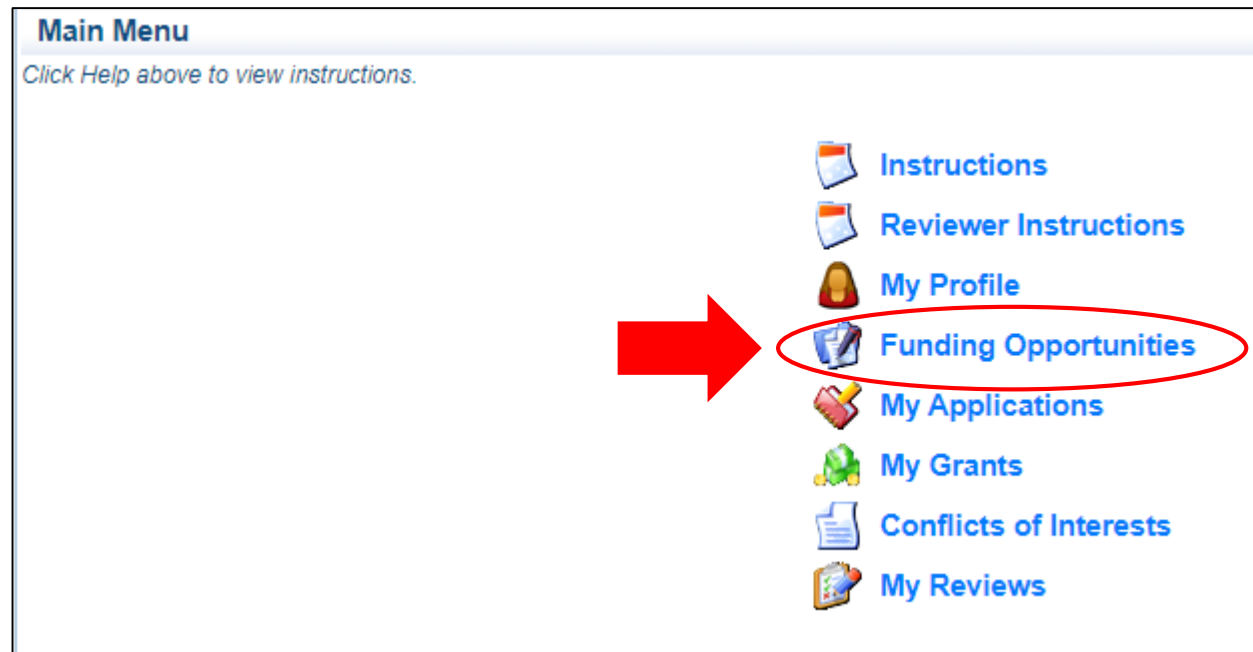 Main Menu
Click Help above to view instructions.
Instructions
Reviewer Instructions
My Profile
Funding Opportunities
My Applications
My Grants
Conflicts of Interests
My Reviews